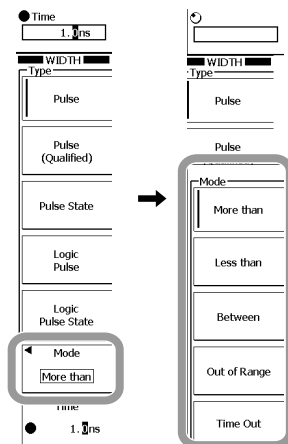 Time
1.0ns
WIDTH
Type
Pulse
Pulse
(Qualified)
Pulse State
Logic
Pulse
Logic
Pulse State
Mode
More than
Time
1.0ns
WIDTH
Type
Pulse
Pulse
Mode
More than
Less than
Between
Out of Range
Time Out